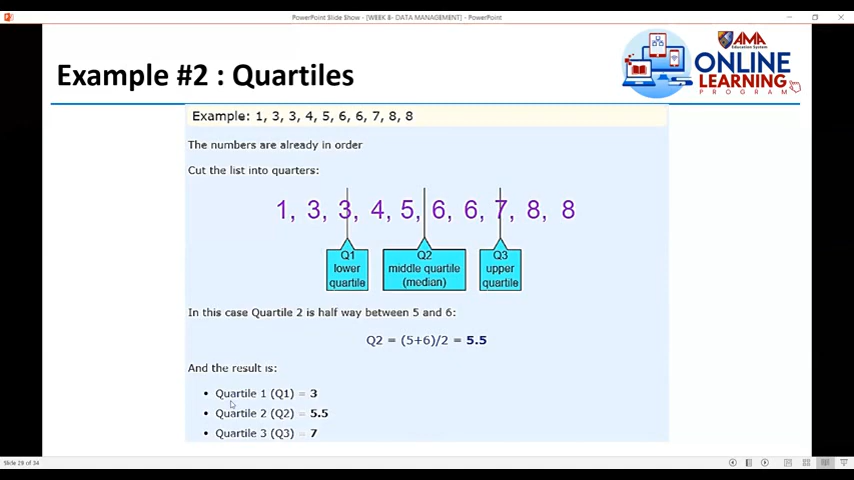 PowerPoint Slide Show - [WEEK 8- DATA MANAGEMENT] - PowerPoint
Example #2 : Quartiles
AMA
Education System
ONLINE
LEARNING
PROGRAM
Example: 1, 3, 3, 4, 5, 6, 6, 7, 8, 8
The numbers are already in order
Cut the list into quarters:
1, 3, 3, 4, 5, 6, 6, 7, 8, 8
Q1 Q2 Q3
lower middle quartile upper
quartile (median) quartile
In this case Quartile 2 is half way between 5 and 6:
Q2 = (5+6)/2 = 5.5
And the result is:
• Quartile 1 (Q1) = 3
• Quartile 2 (Q2) = 5.5
• Quartile 3 (Q3) = 7
Slide 29 of 34